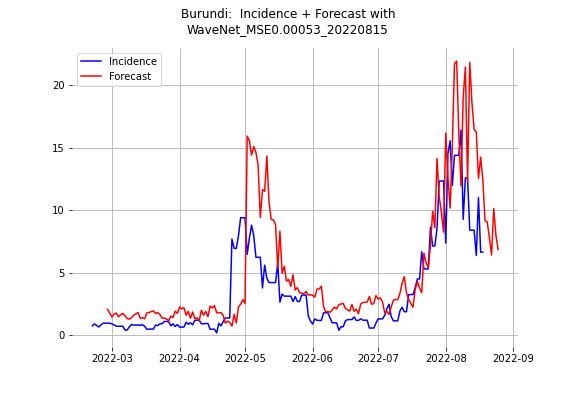 Burundi:  Incidence + Forecast with
WaveNet_MSE0.00053_20220815
Incidence
Forecast
20
15
10
5
0
2022-03 2022-04 2022-05 2022-06 2022-07 2022-08 2022-09